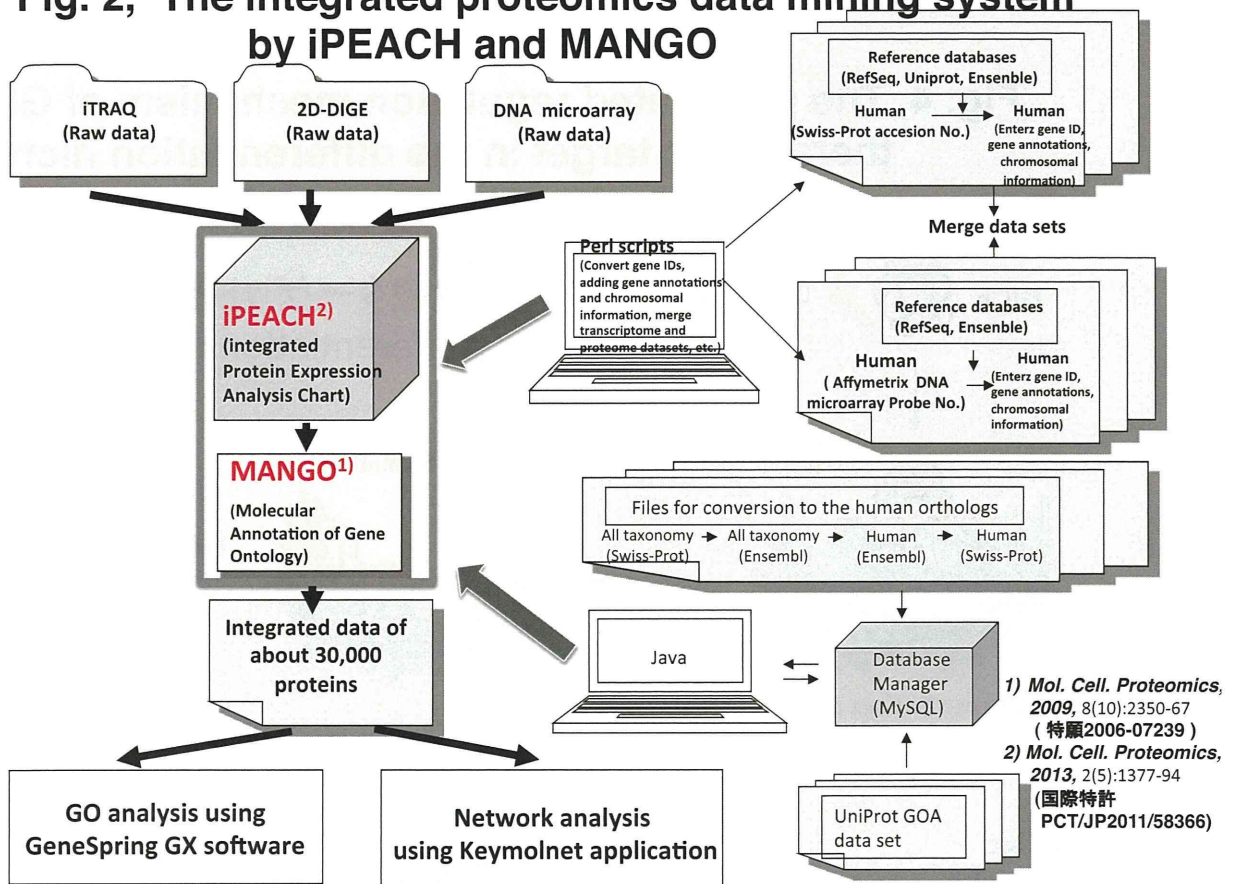 Fig. 2, The integrated proteomics data mining system
by iPEACH and MANGO
iTRAQ
(Raw data)
2D-DIGE
(Raw data)
DNA microarray
(Raw data)
iPEACH2)
(integrated
Protein Expression
Analysis Chart)
MANGO1)
(Molecular
Annotation of Gene
Ontology)
Integrated data of
about 30,000
proteins
GO analysis using
GeneSpring GX software
Network analysis
using Keymolnet application
Perl scripts
(Convert gene IDs,
adding gene annotations
and chromosomal
information, merge
transcriptome and
proteome datasets, etc.)
Reference databases
(RefSeq, Uniprot, Ensenble)
Human
(Swiss-Prot accesion No.)
Human
(Enterz gene ID,
gene annotations,
chromosomal
information)
Merge data sets
Reference databases
(RefSeq, Ensenble)
Human
( Affymetrix DNA
microarray Probe No.)
Human
(Enterz gene ID,
gene annotations,
chromosomal
information)
Files for conversion to the human orthologs
All taxonomy
(Swiss-Prot)
All taxonomy
(Ensembl)
Human
(Ensembl)
Human
(Swiss-Prot)
Java
Database
Manager
(MySQL)
UniProt GOA
data set
1) Mol. Cell. Proteomics,
2009, 8(10):2350-67
( 特願2006-07239 )
2) Mol. Cell. Proteomics,
2013, 2(5):1377-94
(国際特許
PCT/JP2011/58366)